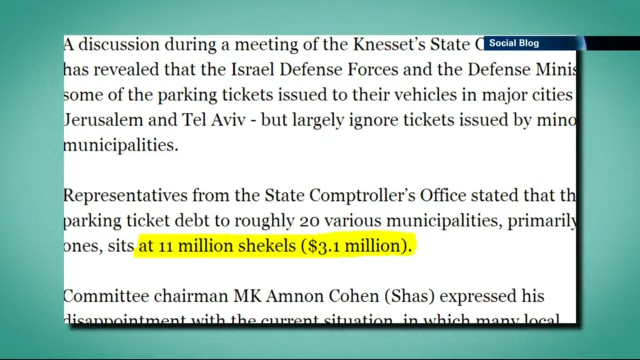 Social Blog
A discussion during a meeting of the Knesset's State
has revealed that the Israel Defense Forces and the Defense
some of the parking tickets issued to their vehicles in major cities
Jerusalem and Tel Aviv - but largely ignore tickets issued by
municipalities.
Representatives from the State Comptroller's Office stated that
parking ticket debt to roughly 20 various municipalities, primarily
ones, sits at 11 million shekels ($3.1 million).
Committee chairman MK Amnon Cohen (Shas) expressed his
disappointment with the current situation, in which many local